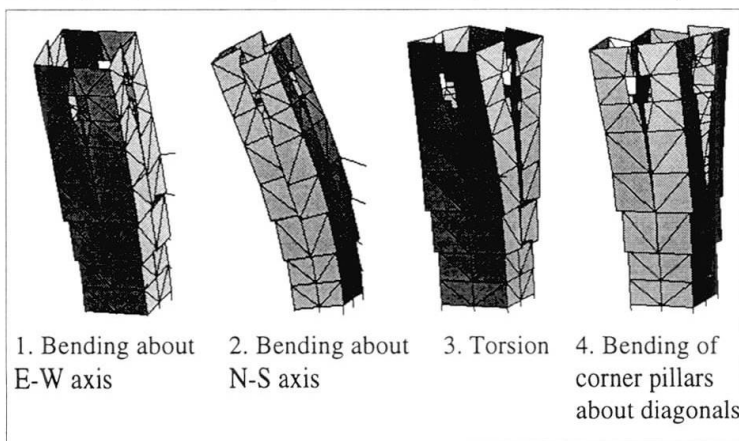 1. Bending about
E-W axis
2. Bending about
N-S axis
3. Torsion
4. Bending of
corner pillars
about diagonals